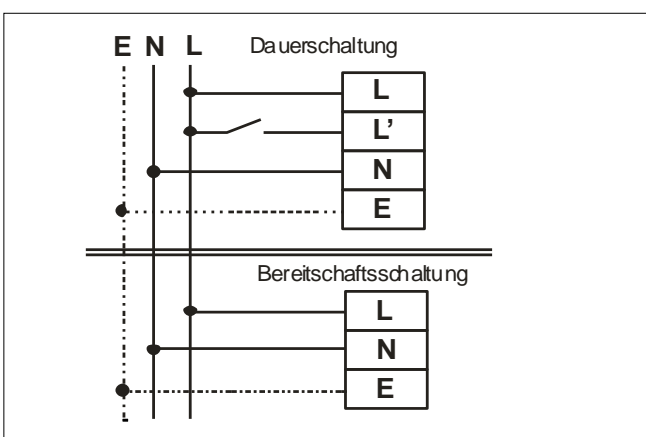 E N L Dauerschaltung
L
L’
N
E
Bereitschaftsschaltung
L
N
E